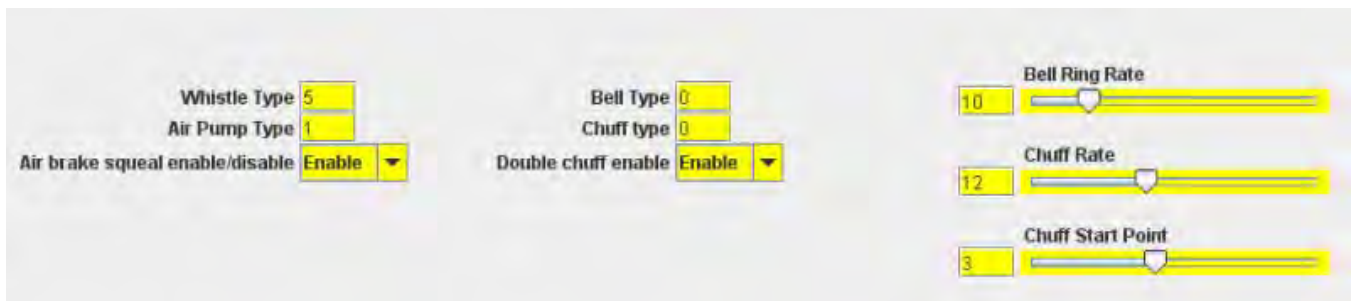 Whistle Type 5
Air Pump Type 1
Air brake squeal enable/disable Enable
Bell Type 0
Chuff type 0
Double chuff enable Enable
Bell Ring Rate
10
Chuff Rate
12
Chuff Start Point
3